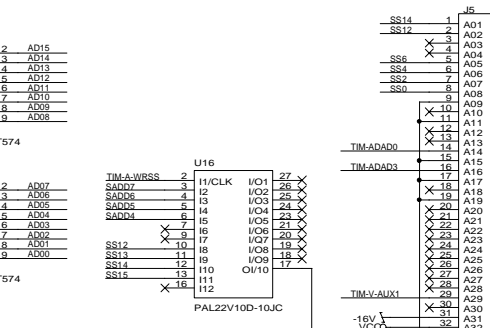 J5
SS14 1 A01
SS12 2 A02
3 A03
4 A04
SS6 5 A05
SS4 6 A06
SS2 7 A07
SS0 8 A08
9 A09
10 A10
11 A11
12 A12
13 A13
TIM-ADAD0 14 A14
15 A15
TIM-ADAD3 16 A16
17 A17
18 A18
19 A19
20 A20
21 A21
22 A22
23 A23
24 A24
25 A25
26 A26
27 A27
28 A28
TIM-V-AUX1 29 A29
30 A30
-16V 31 A31
VCC 32 A32
2 AD15
3 AD14
4 AD13
5 AD12
6 AD11
7 AD10
8 AD09
9 AD08
574
2 AD07
3 AD06
4 AD05
5 AD04
6 AD03
7 AD02
8 AD01
9 AD00
574
U16
TIM-A-WRSS 2 I1/CLK I/O1 27
SADD7 3 I2 I/O2 26
SADD6 4 I3 I/O3 25
SADD5 5 I4 I/O4 24
SADD4 6 I5 I/O5 23
7 I6 I/O6 21
9 I7 I/O7 20
SS12 10 I8 I/O8 19
SS13 11 I9 I/O9 18
SS14 12 I10 OI/10 17
SS15 13 I11
16 I12
PAL22V10D-10JC